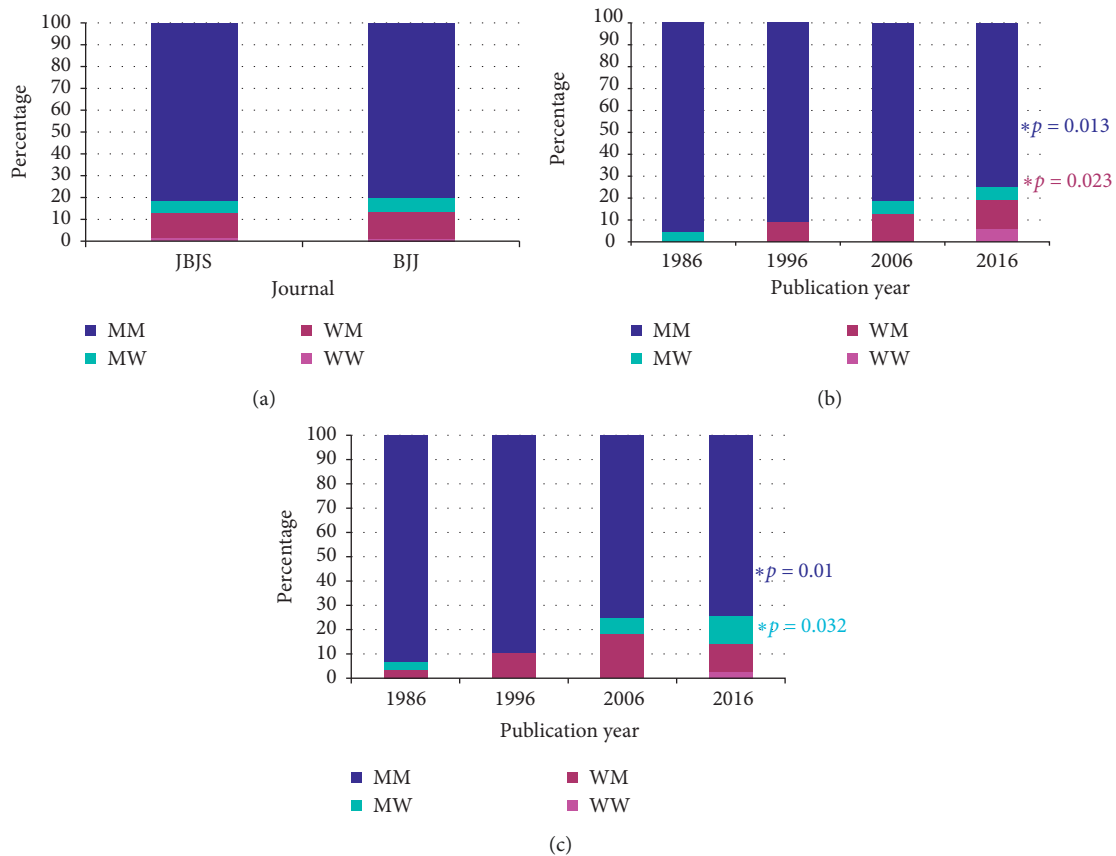 100
90
80
70
60
50
40
30
20
10
0
Percentage
JBJS BJJ
Journal
MM WM
MW WW
(a)
100
90
80
70
60
50
40
30
20
10
0
Percentage
∗p = 0.013
∗p = 0.023
1986 1996 2006 2016
Publication year
MM WM
MW WW
(b)
100
90
80
70
60
50
40
30
20
10
0
Percentage
∗p = 0.01
∗p = 0.032
1986 1996 2006 2016
Publication year
MM WM
MW WW
(c)